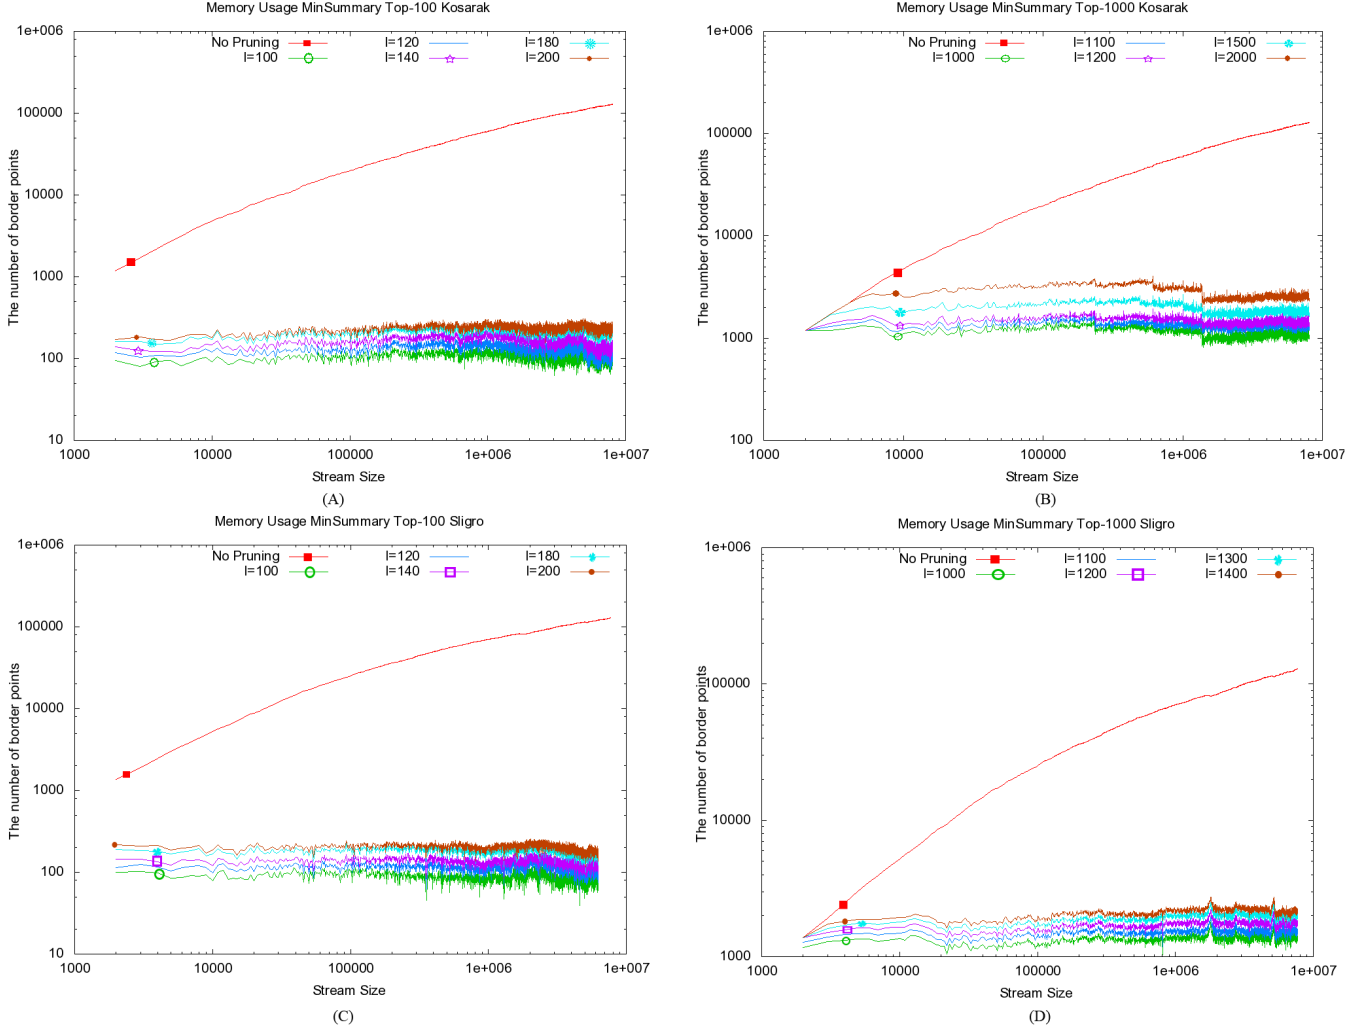 Memory Usage MinSummary Top-100 Kosarak
1e+006
100000
10000
1000
100
10
The number of border points
No Pruning
l=100
l=120
l=140
l=180
l=200
1000
10000
100000
1e+006
1e+007
Stream Size
(A)
Memory Usage MinSummary Top-1000 Kosarak
1e+006
100000
10000
1000
100
The number of border points
No Pruning
l=1000
l=1100
l=1200
l=1500
l=2000
1000
10000
100000
1e+006
1e+007
Stream Size
(B)
Memory Usage MinSummary Top-100 Sligro
1e+006
100000
10000
1000
100
10
The number of border points
No Pruning
l=100
l=120
l=140
l=180
l=200
1000
10000
100000
1e+006
1e+007
Stream Size
(C)
Memory Usage MinSummary Top-1000 Sligro
1e+006
100000
10000
1000
The number of border points
No Pruning
l=1000
l=1100
l=1200
l=1300
l=1400
1000
10000
100000
1e+006
1e+007
Stream Size
(D)